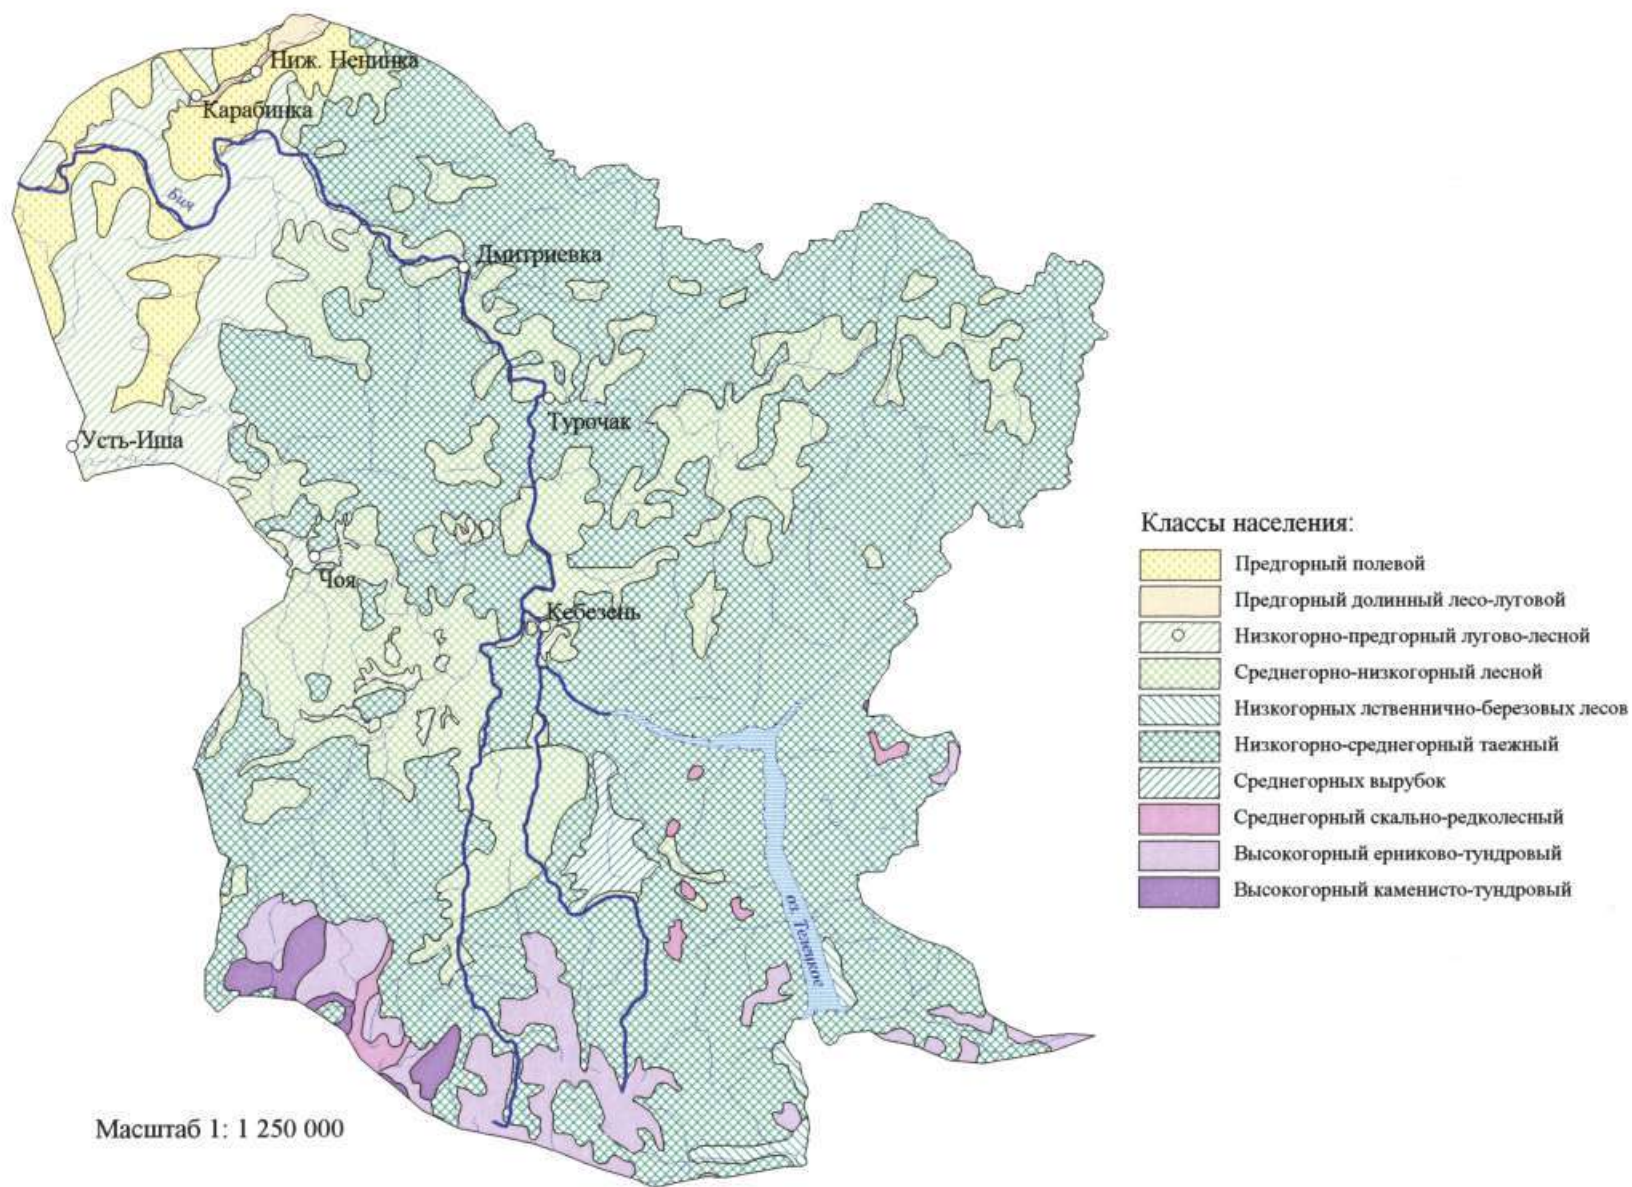 Ниж. Ненинка
Карабинка
Бия
Дмитриевка
Турочак
Усть-Иша
Чоя
Кебезень
оз. Телецкое
Масштаб 1: 1 250 000
Классы населения:
Предгорный полевой
Предгорный долинный лесо-луговой
Низкогорно-предгорный лугово-лесной
Среднегорно-низкогорный лесной
Низкогорных лственнично-березовых лесов
Низкогорно-среднегорный таежный
Среднегорных вырубок
Среднегорный скально-редколесный
Высокогорный ерниково-тундровый
Высокогорный каменисто-тундровый